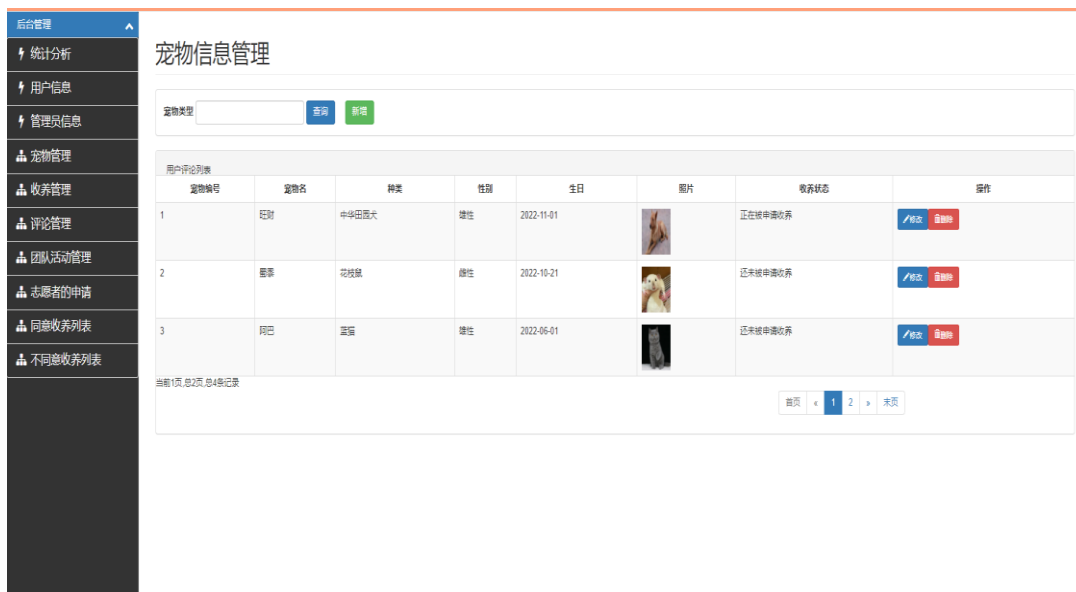 后台管理
统计分析
用户信息
管理员信息
宠物管理
收养管理
评论管理
团队活动管理
志愿者的申请
同意收养列表
不同意收养列表
宠物信息管理
宠物类型 查询 新增
用户评论列表
宠物编号 宠物名 种类 性别 生日 照片 收养状态 操作
1 旺财 中华田园犬 雄性 2022-11-01 正在被申请收养 修改 删除
2 花枝鼠 雌性 2022-10-21 还未被申请收养 修改 删除
3 阿巴 蓝猫 雄性 2022-06-01 还未被申请收养 修改 删除
当前1页,总2页,总4条记录
首页 « 1 2 » 末页